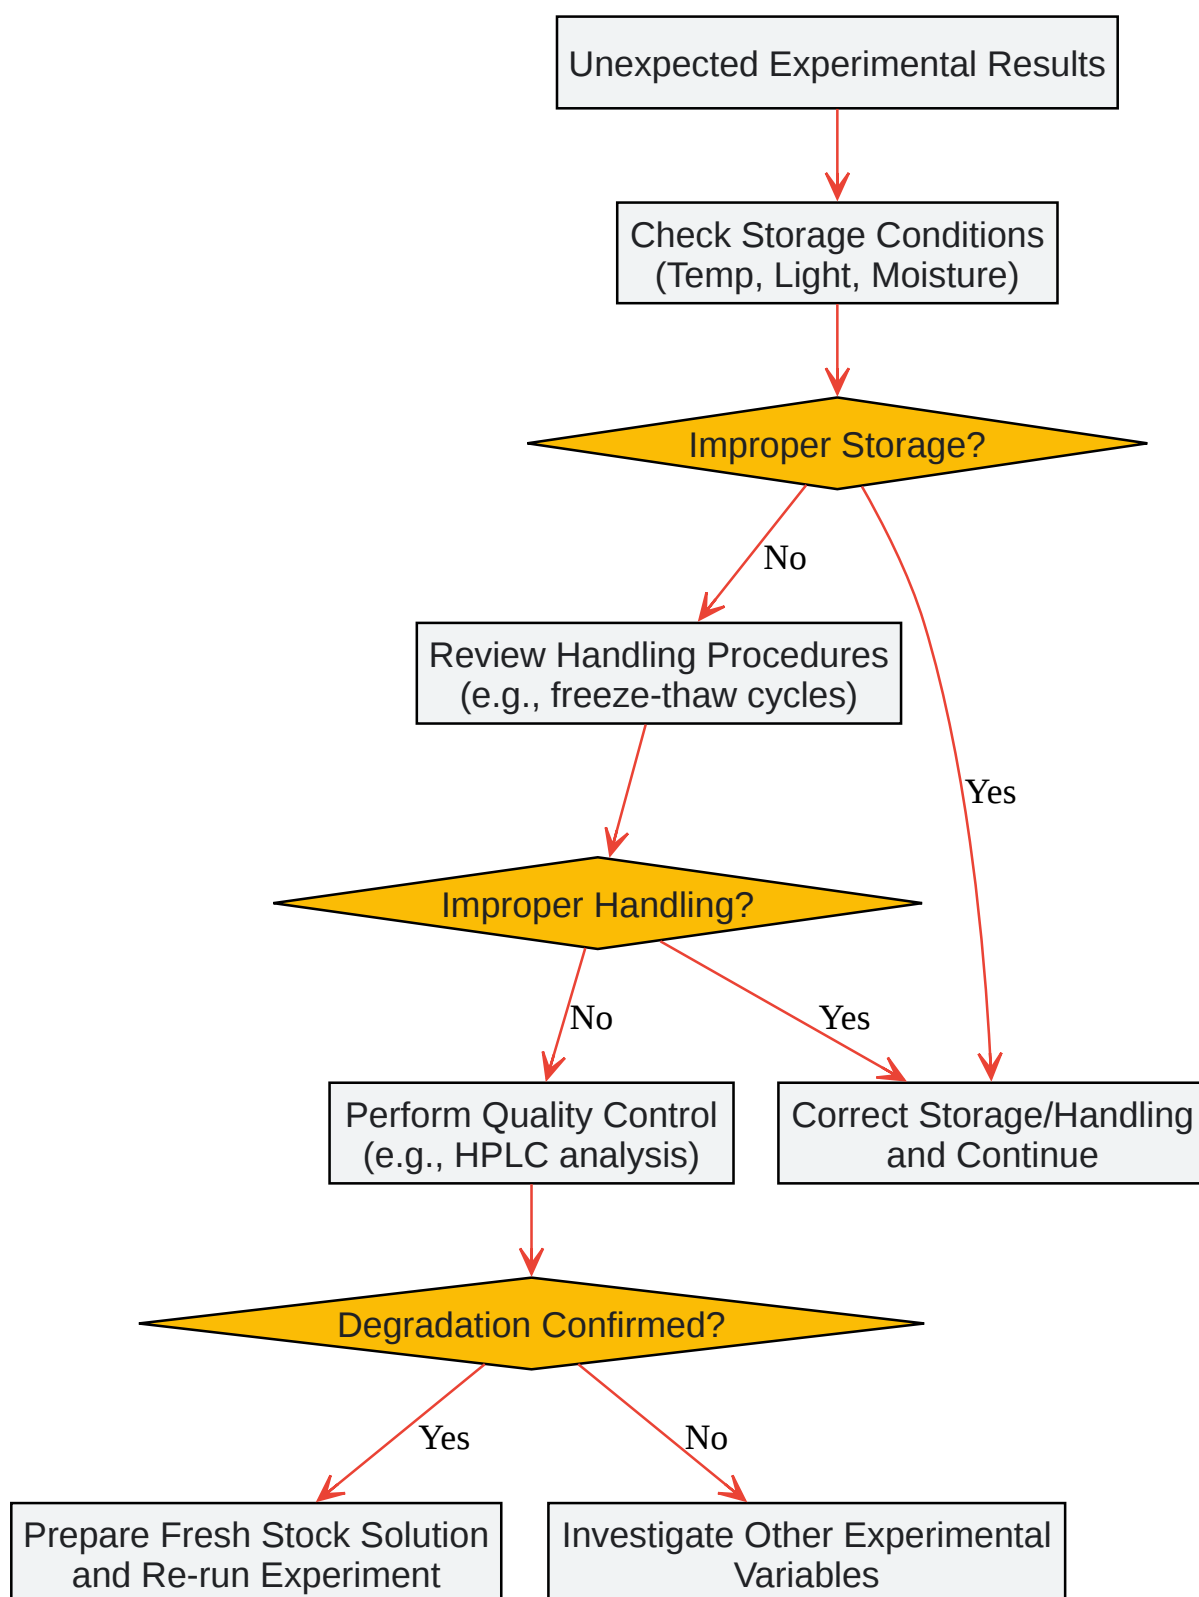 Unexpected Experimental Results
Check Storage Conditions
(Temp, Light, Moisture)
Improper Storage?
No
Review Handling Procedures
(e.g., freeze-thaw cycles)
Yes
Improper Handling?
No
Yes
Perform Quality Control
(e.g., HPLC analysis)
Correct Storage/Handling
and Continue
Degradation Confirmed?
Yes
No
Prepare Fresh Stock Solution
and Re-run Experiment
Investigate Other Experimental
Variables